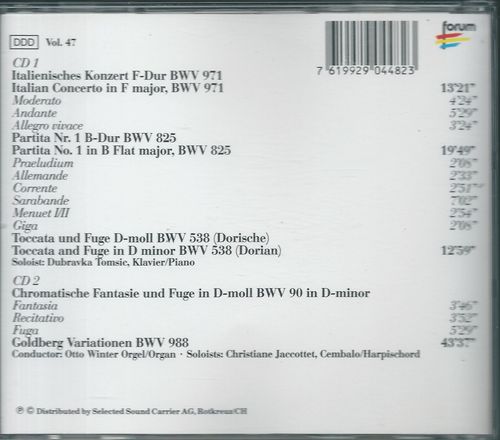 forum
DDD Vol. 47
7 619929 044823
CD 1
Italienisches Konzert F-Dur BWV 971
Italian Concerto in F major, BWV 971 13'21"
Moderato 4'24"
Andante 5'29"
Allegro vivace 3'24"
Partita Nr. 1 B-Dur BWV 825
Partita No. 1 in B Flat major, BWV 825 19'49"
Praeludium 2'08"
Allemande 2'33"
Corrente 2'51"
Sarabande 7'02"
Menuet I/II 2'54"
Giga 2'08"
Toccata und Fuge D-moll BWV 538 (Dorische)
Toccata and Fuge in D minor BWV 538 (Dorian) 12'59"
Soloist: Dubravka Tomsic, Klavier/Piano
CD 2
Chromatische Fantasie und Fuge in D-moll BWV 90 in D-minor
Fantasia 3'46"
Recitativo 3'52"
Fuga 5'29"
Goldberg Variationen BWV 988 43'37"
Conductor: Otto Winter Orgel/Organ · Soloists: Christiane Jaccottet, Cembalo/Harpischord
℗ © Distributed by Selected Sound Carrier AG, Rotkreuz/CH